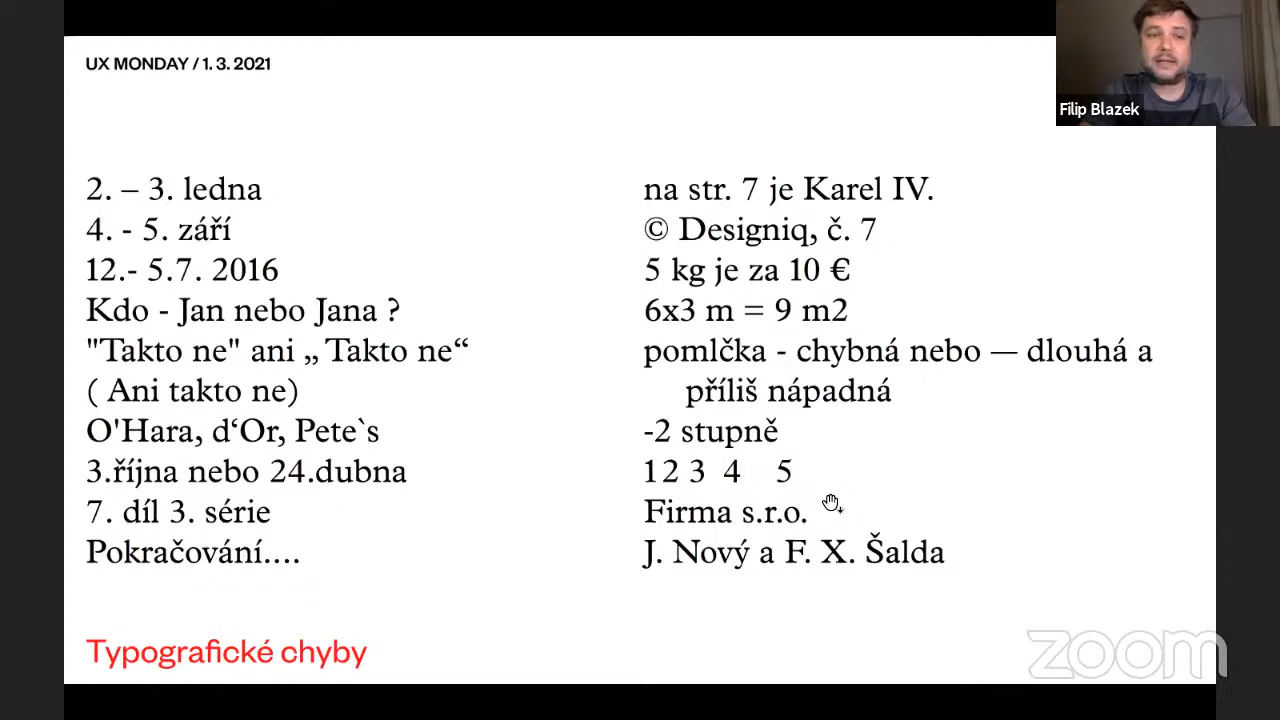 UX MONDAY / 1. 3. 2021
Filip Blazek
2. – 3. ledna
4. - 5. září
12.- 5.7. 2016
Kdo - Jan nebo Jana ?
"Takto ne" ani „ Takto ne“
( Ani takto ne)
O'Hara, d‘Or, Pete`s
3.října nebo 24.dubna
7. díl 3. série
Pokračování....
na str. 7 je Karel IV.
© Designiq, č. 7
5 kg je za 10 €
6x3 m = 9 m2
pomlčka - chybná nebo — dlouhá a
příliš nápadná
-2 stupně
12 3  4    5
Firma s.r.o.
J. Nový a F. X. Šalda
Typografické chyby
zoom